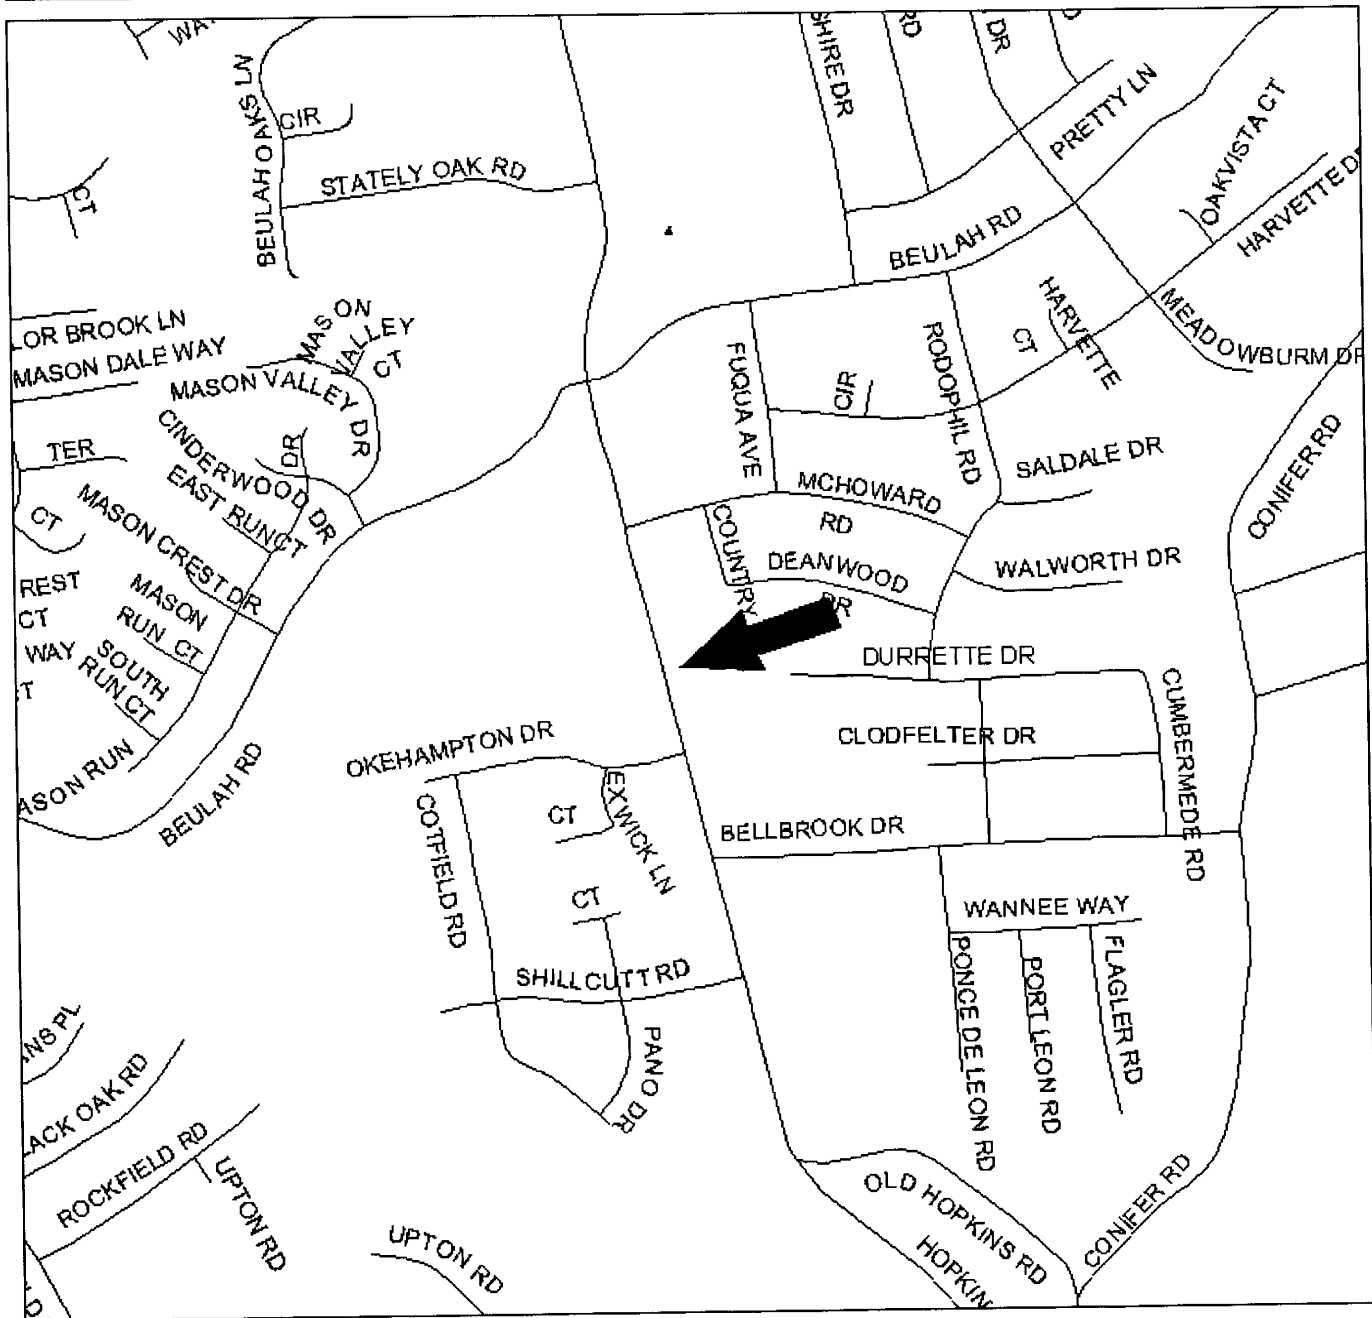 WA
SHIRE DR
RD
DR
D
BEULAH OAKS LN
CIR
PRETTY LN
OAKVISTA CT
STATELY OAK RD
CT
HARVETTE D
BEULAH RD
LOR BROOK LN
MASON
VALLEY
CT
HARVETTE
CT
MEADOWBURM DR
MASON DALE WAY
MASON VALLEY DR
FUQUA AVE
CIR
RODOPHIL RD
CINDERWOOD DR
DR
TER
EAST RUN CT
SALDALE DR
CONIFER RD
MASON CREST DR
CT
MCHOWARD
RD
COUNTRY
DEANWOOD
DR
WALWORTH DR
REST
CT
MASON
RUN CT
WAY
T
SOUTH
RUN CT
DURRETTE DR
CUMBERMEDE RD
OKEHAMPTON DR
CLODFELTER DR
ASON RUN
BEULAH RD
COTFIELD RD
CT
EXWICK LN
BELLBROOK DR
CT
WANNEE WAY
SHILLCUTT RD
PONCE DE LEON RD
PORT LEON RD
FLAGLER RD
PANO DR
NS PL
LACK OAK RD
ROCKFIELD RD
UPTON RD
UPTON RD
OLD HOPKINS RD
HOPKIN
CONIFER RD
LD